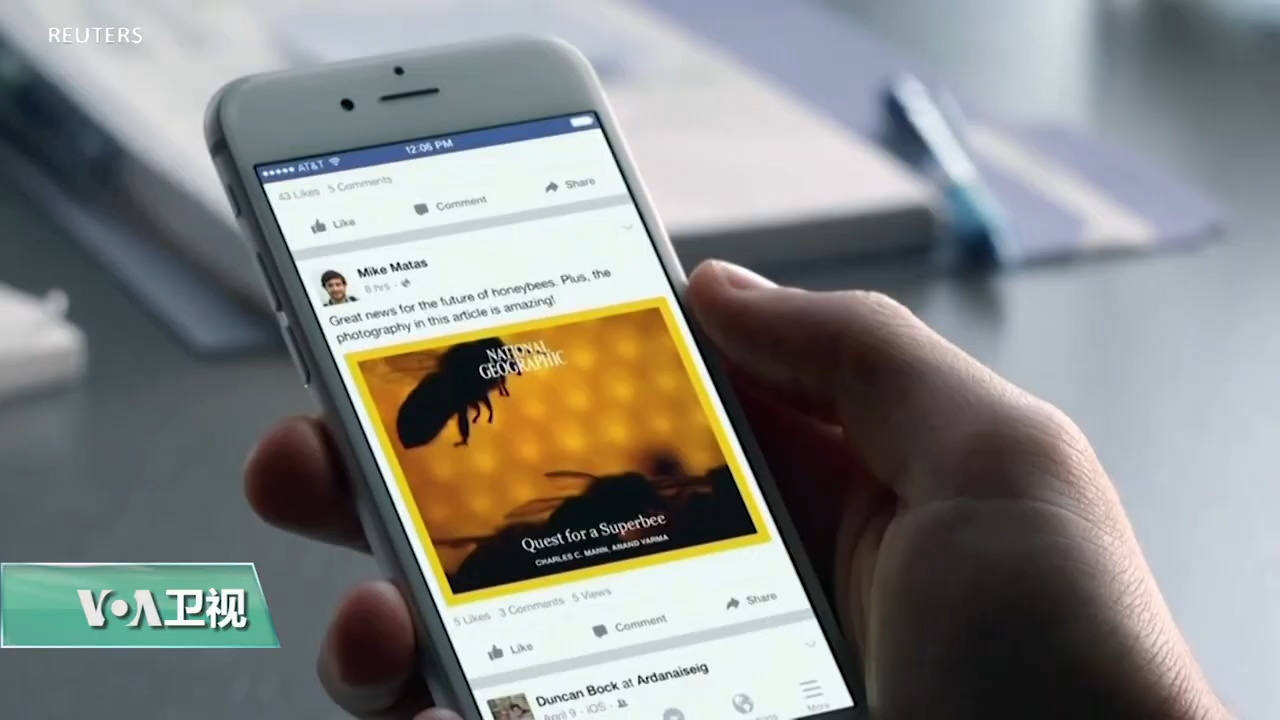 REUTERS
AT&T 12:06 PM
43 Likes 5 Comments
Like Comment Share
Mike Matas
8 hrs
Great news for the future of honeybees. Plus, the
photography in this article is amazing!
NATIONAL
GEOGRAPHIC
Quest for a Superbee
CHARLES C. MANN, ANAND VARMA
5 Likes 3 Comments 5 Views
Like Comment Share
Duncan Bock at Ardanaiseig
April 9 · iOS
More
VOA卫视